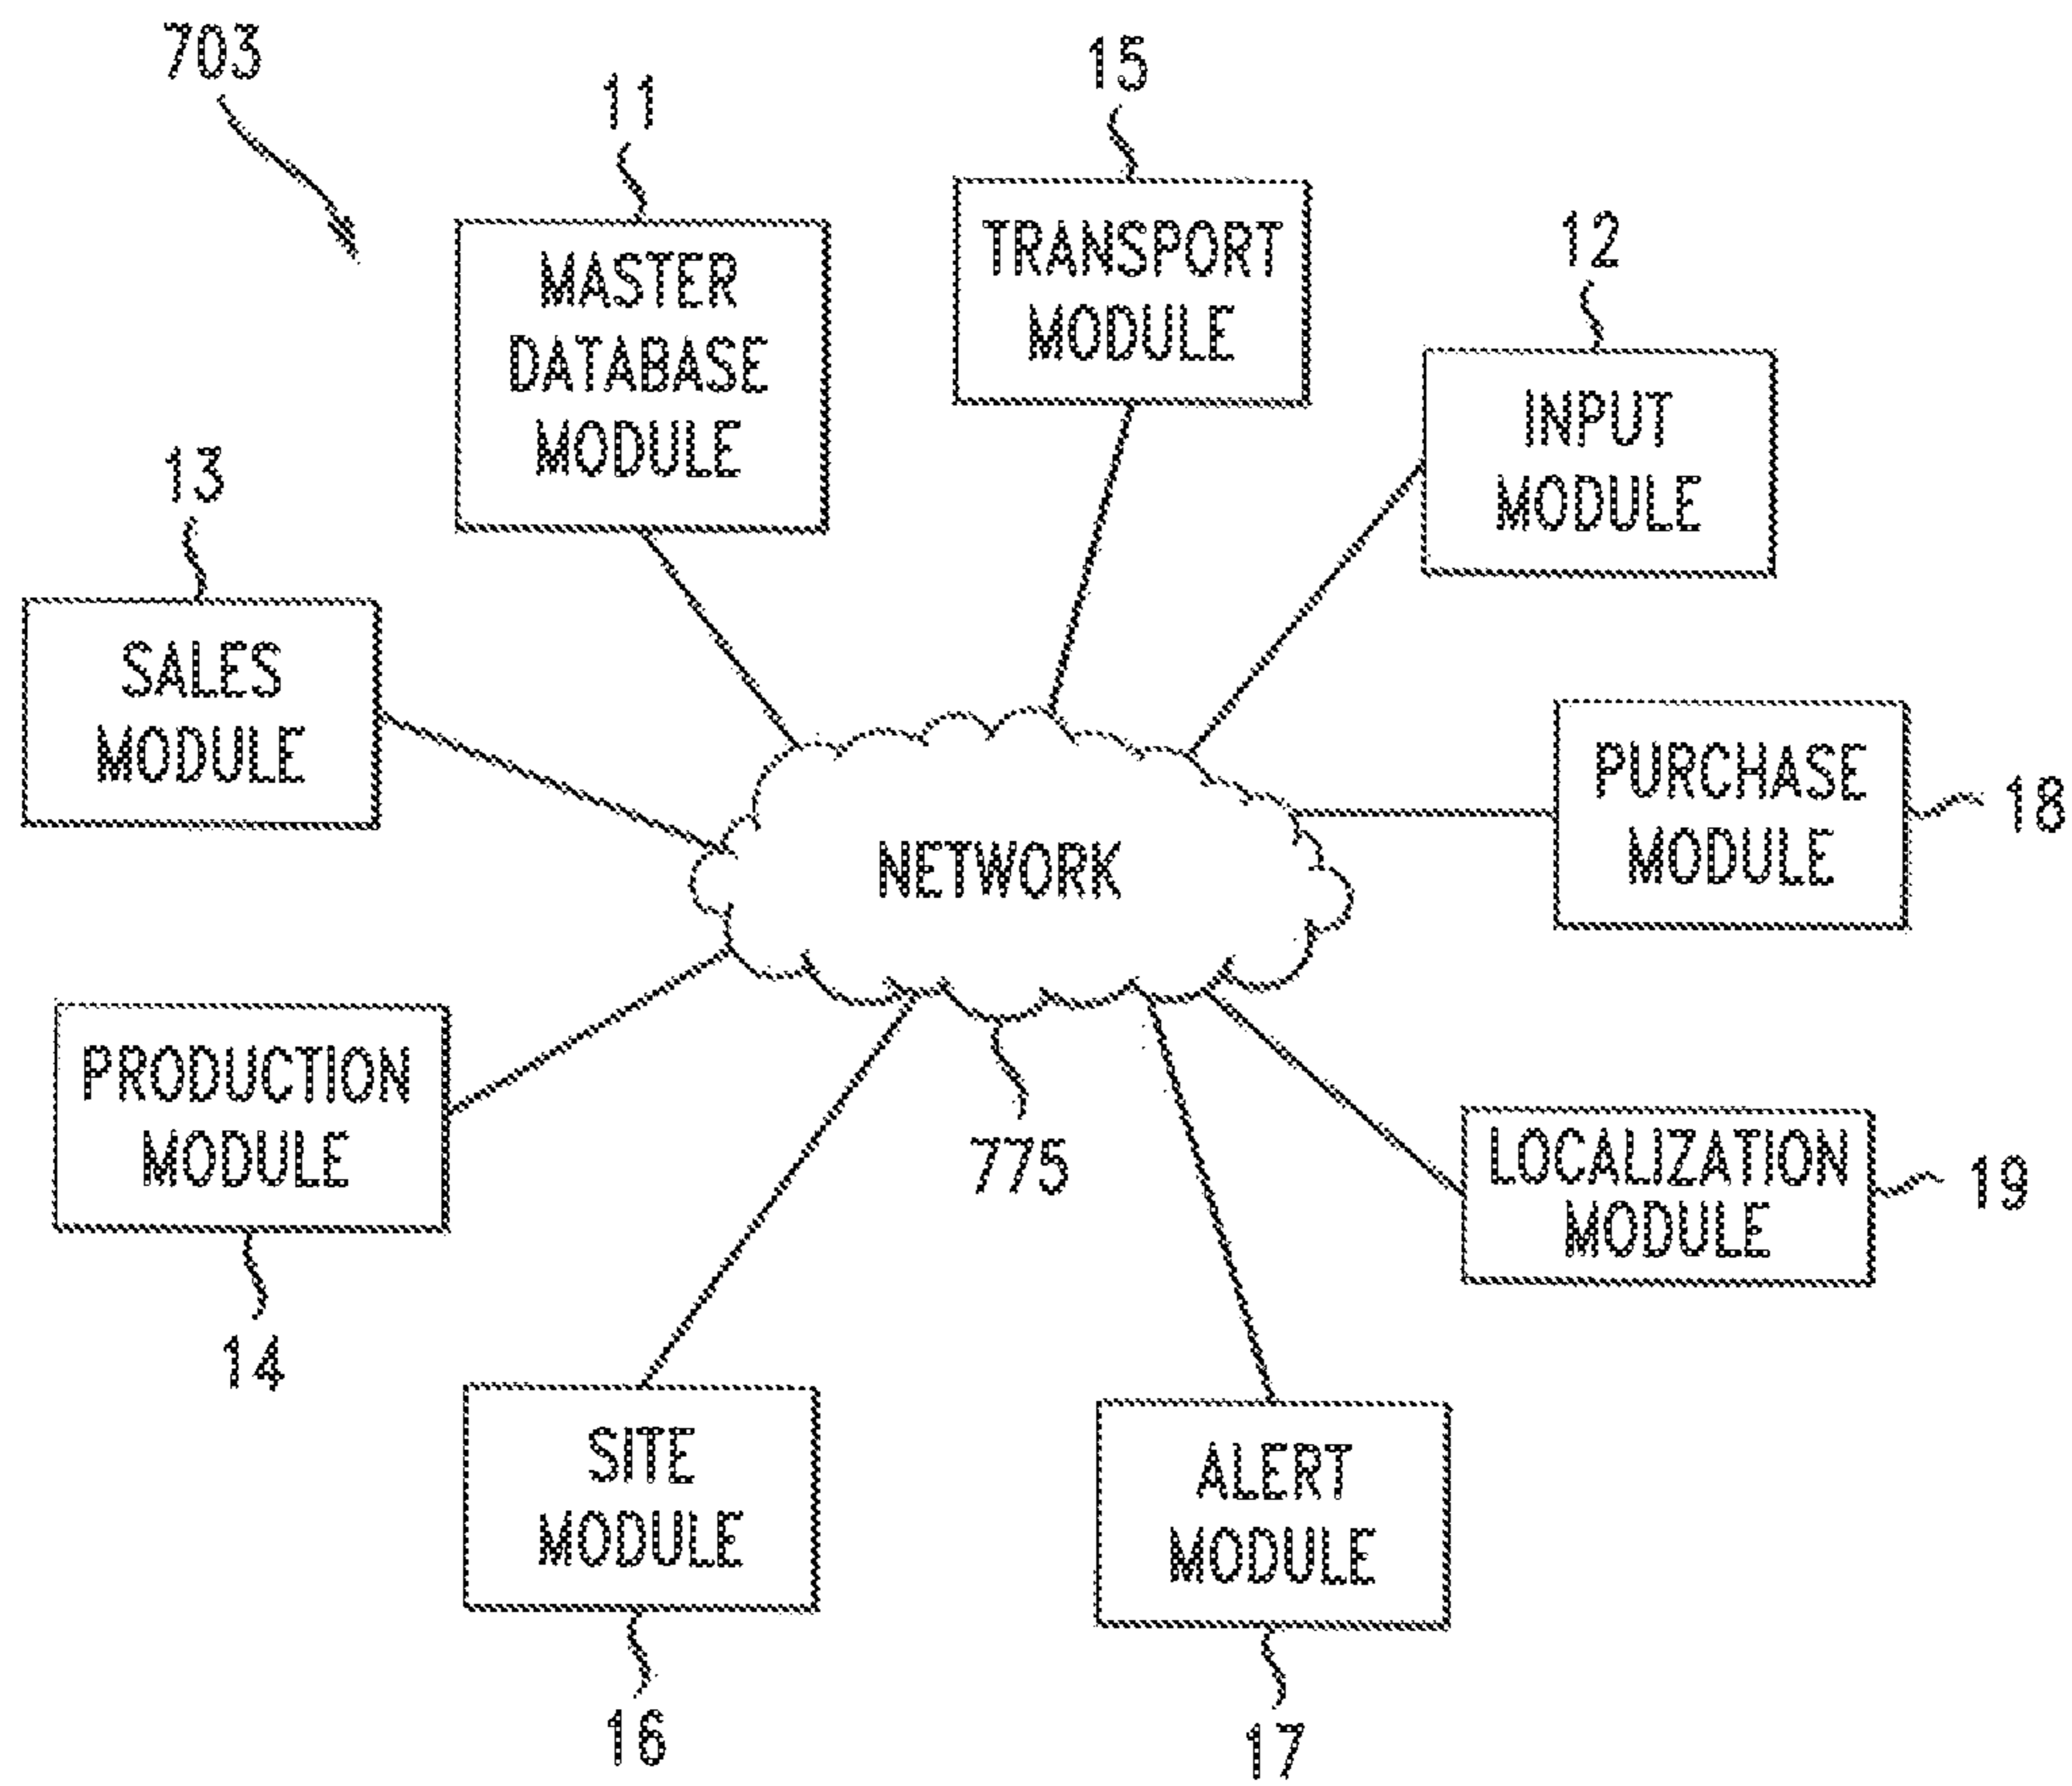 703
11
15
12
MASTER
DATABASE
MODULE
TRANSPORT
MODULE
INPUT
MODULE
13
SALES
MODULE
PURCHASE
MODULE
18
NETWORK
PRODUCTION
MODULE
14
775
LOCALIZATION
MODULE
19
SITE
MODULE
16
ALERT
MODULE
17